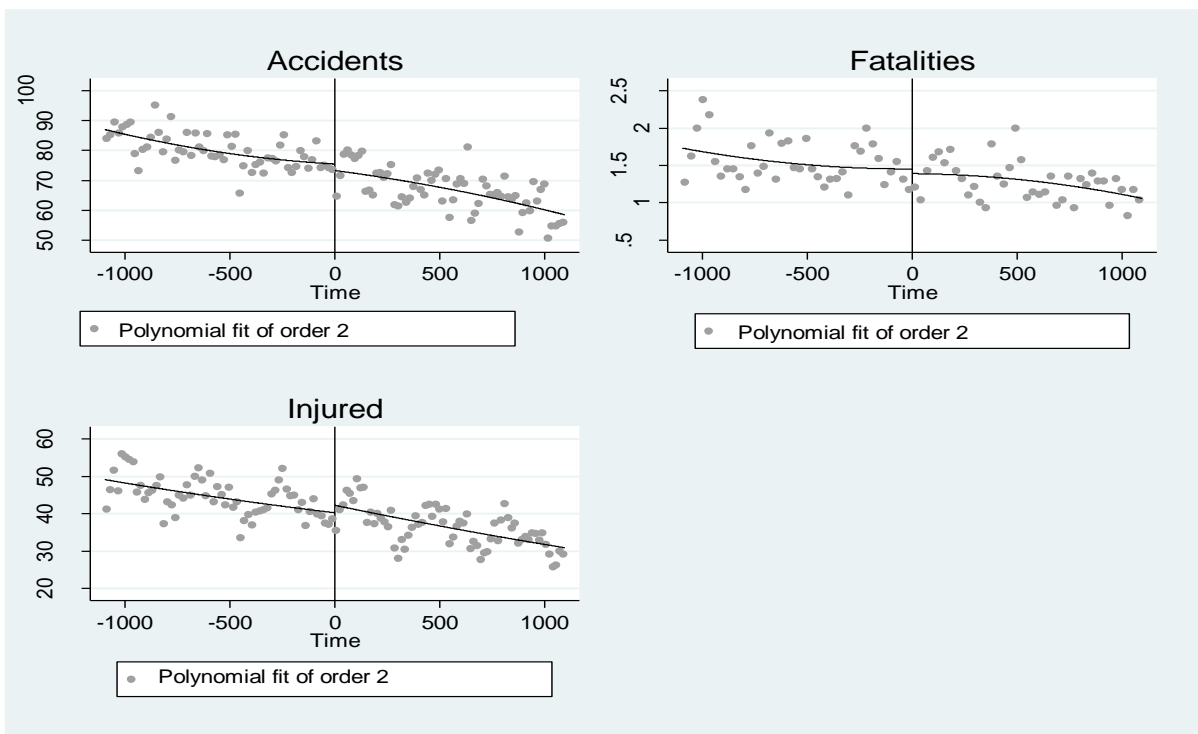 Accidents
100
90
80
70
60
50
-1000 -500 0 500 1000
Time
Polynomial fit of order 2
Fatalities
2.5
2
1.5
1
.5
-1000 -500 0 500 1000
Time
Polynomial fit of order 2
Injured
60
50
40
30
20
-1000 -500 0 500 1000
Time
Polynomial fit of order 2